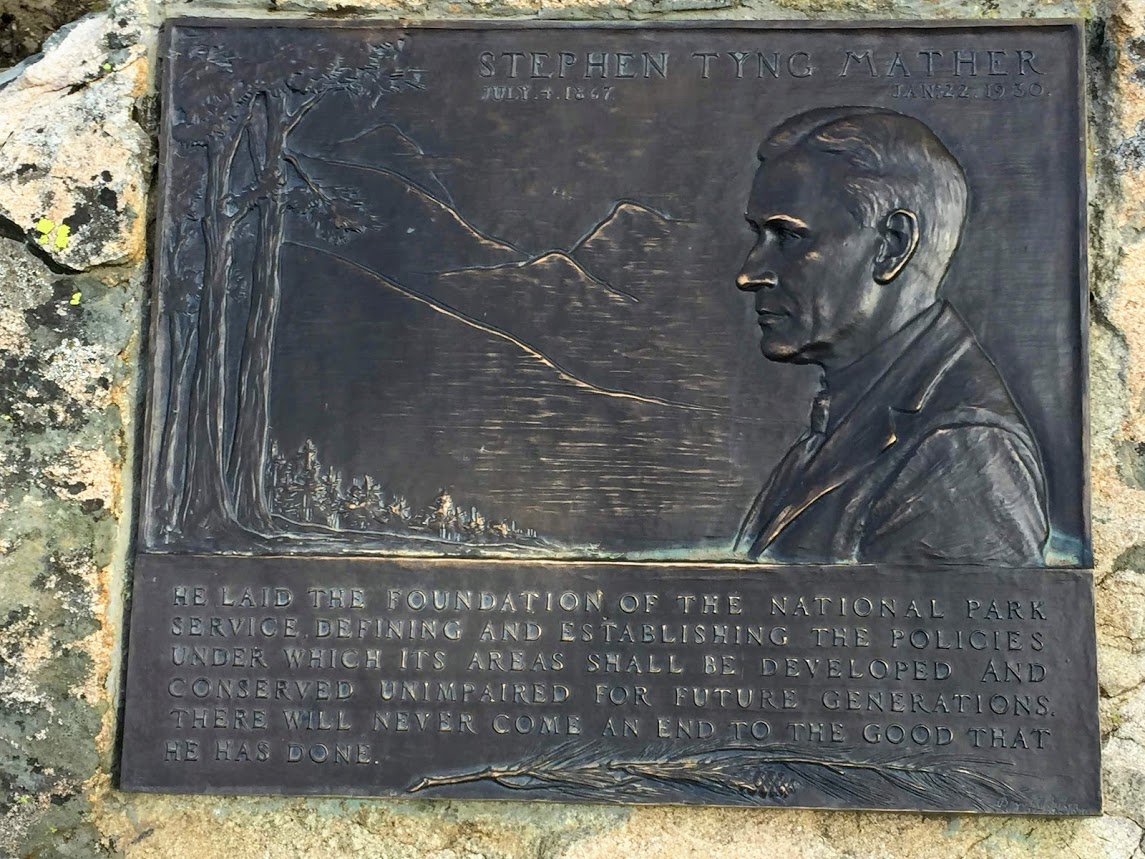 STEPHEN TYNG MATHER
JULY.4.1867. JAN.22.1930.
HE LAID THE FOUNDATION OF THE NATIONAL PARK
SERVICE, DEFINING AND ESTABLISHING THE POLICIES
UNDER WHICH ITS AREAS SHALL BE DEVELOPED AND
CONSERVED UNIMPAIRED FOR FUTURE GENERATIONS.
THERE WILL NEVER COME AN END TO THE GOOD THAT
HE HAS DONE.